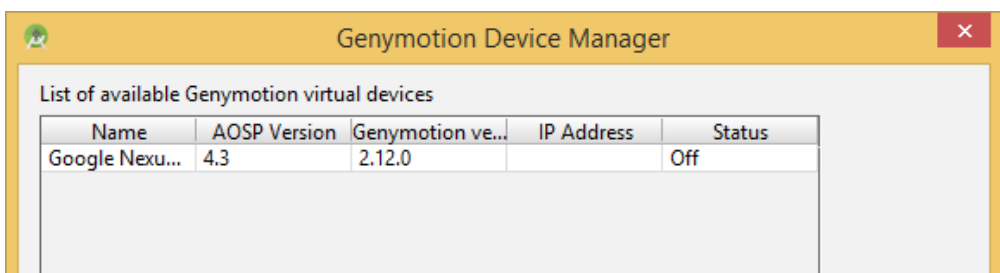 Genymotion Device Manager
List of available Genymotion virtual devices
Name AOSP Version Genymotion ve... IP Address Status
Google Nexu... 4.3 2.12.0 Off